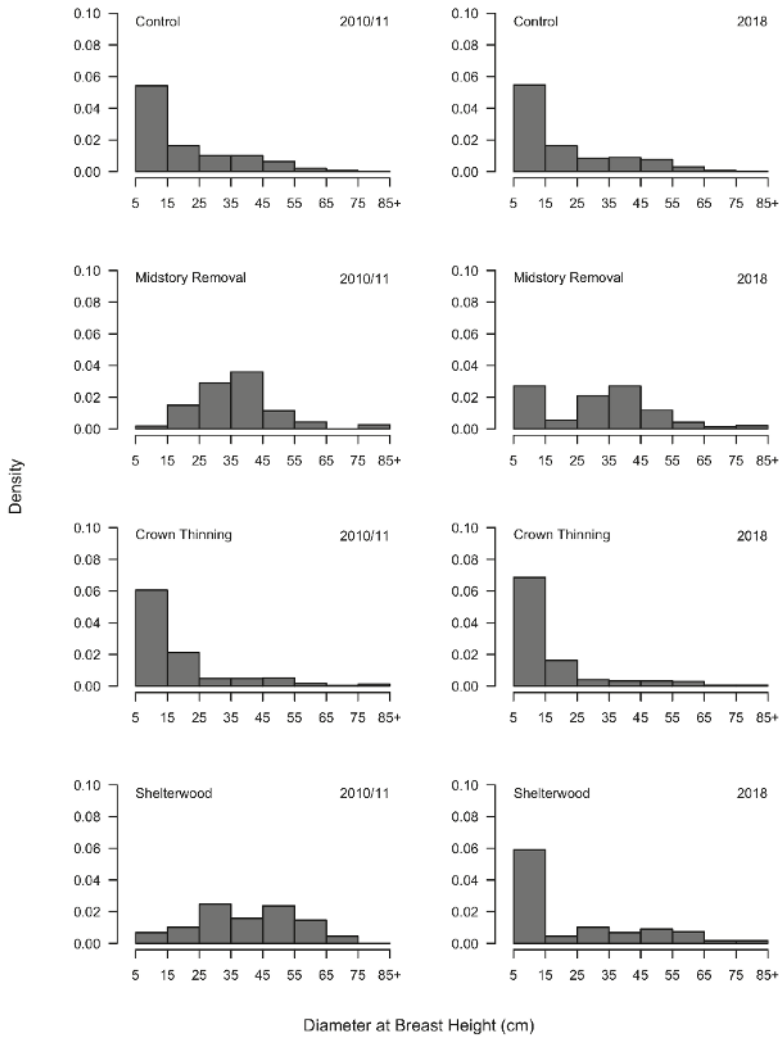 Control 2010/11
0.10
0.08
0.06
0.04
0.02
0.00
5 15 25 35 45 55 65 75 85+
Control 2018
0.10
0.08
0.06
0.04
0.02
0.00
5 15 25 35 45 55 65 75 85+
Midstory Removal 2010/11
0.10
0.08
0.06
0.04
0.02
0.00
5 15 25 35 45 55 65 75 85+
Midstory Removal 2018
0.10
0.08
0.06
0.04
0.02
0.00
5 15 25 35 45 55 65 75 85+
Density
Crown Thinning 2010/11
0.10
0.08
0.06
0.04
0.02
0.00
5 15 25 35 45 55 65 75 85+
Crown Thinning 2018
0.10
0.08
0.06
0.04
0.02
0.00
5 15 25 35 45 55 65 75 85+
Shelterwood 2010/11
0.10
0.08
0.06
0.04
0.02
0.00
5 15 25 35 45 55 65 75 85+
Shelterwood 2018
0.10
0.08
0.06
0.04
0.02
0.00
5 15 25 35 45 55 65 75 85+
Diameter at Breast Height (cm)